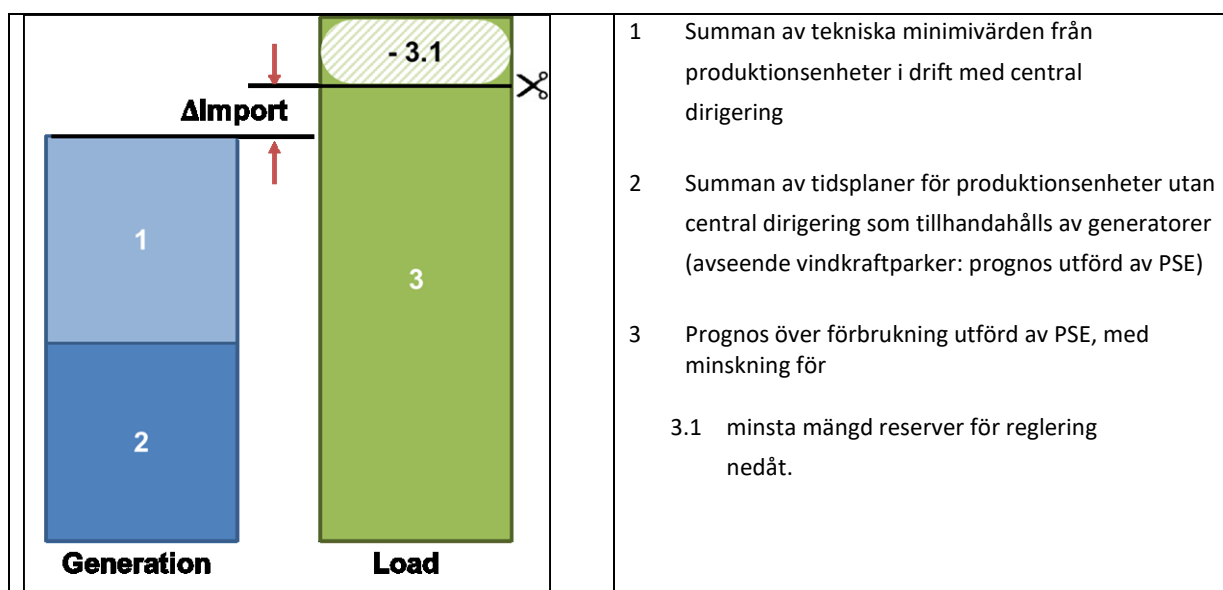 - 3.1
ΔImport
1
3
2
Generation
Load
1 Summan av tekniska minimivärden från
produktionsenheter i drift med central
dirigering
2 Summan av tidsplaner för produktionsenheter utan
central dirigering som tillhandahålls av generatorer
(avseende vindkraftparker: prognos utförd av PSE)
3 Prognos över förbrukning utförd av PSE, med
minskning för
3.1 minsta mängd reserver för reglering
nedåt.